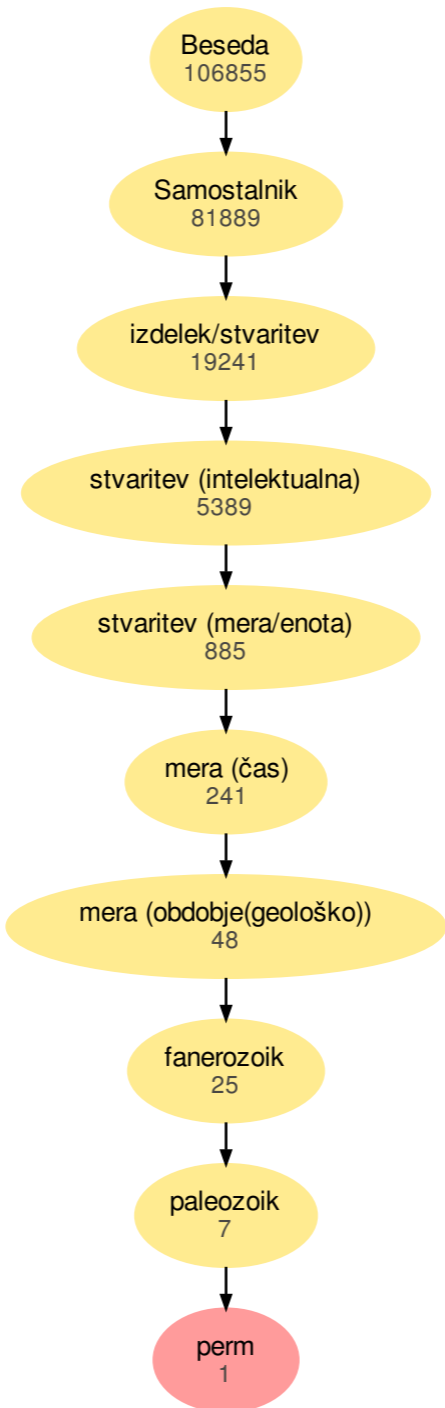 Beseda
106855
Samostalnik
81889
izdelek/stvaritev
19241
stvaritev (intelektualna)
5389
stvaritev (mera/enota)
885
mera (čas)
241
mera (obdobje(geološko))
48
fanerozoik
25
paleozoik
7
perm
1